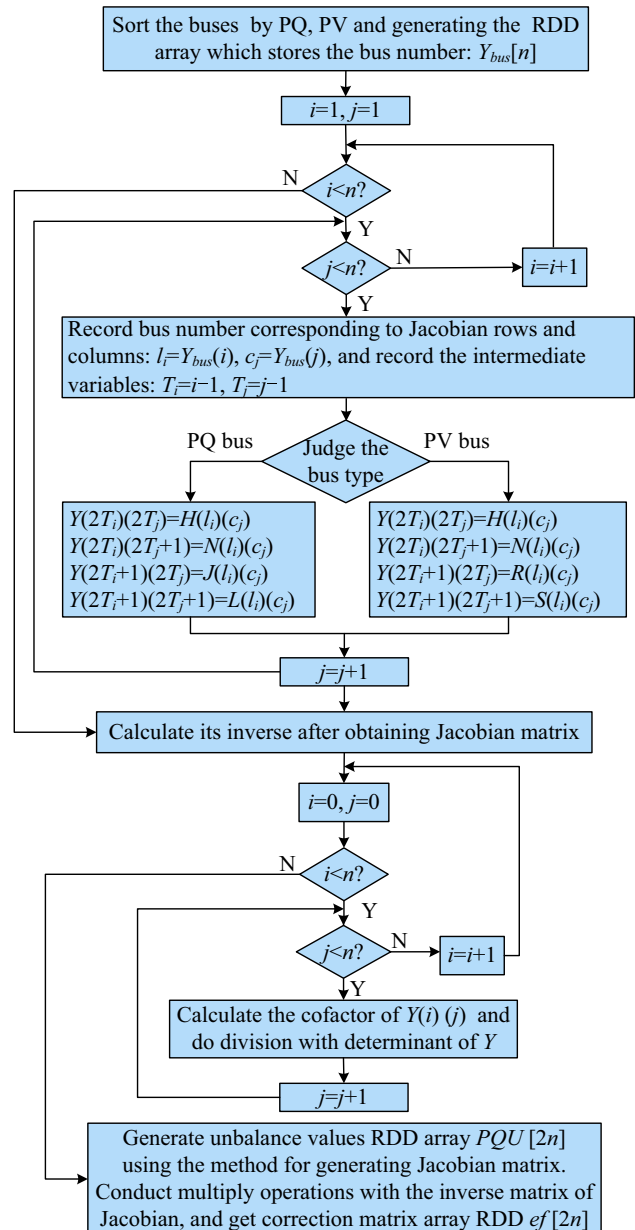 Sort the buses by PQ, PV and generating the RDD
array which stores the bus number: Ybus[n]
i=1, j=1
N
i<n?
Y
j<n?
N
i=i+1
Y
Record bus number corresponding to Jacobian rows and
columns: li=Ybus(i), cj=Ybus(j), and record the intermediate
variables: Ti=i−1, Tj=j−1
PQ bus
Judge the
bus type
PV bus
Y(2Ti)(2Tj)=H(li)(cj)
Y(2Ti)(2Tj+1)=N(li)(cj)
Y(2Ti+1)(2Tj)=J(li)(cj)
Y(2Ti+1)(2Tj+1)=L(li)(cj)
Y(2Ti)(2Tj)=H(li)(cj)
Y(2Ti)(2Tj+1)=N(li)(cj)
Y(2Ti+1)(2Tj)=R(li)(cj)
Y(2Ti+1)(2Tj+1)=S(li)(cj)
j=j+1
Calculate its inverse after obtaining Jacobian matrix
i=0, j=0
N
i<n?
Y
j<n?
N
i=i+1
Y
Calculate the cofactor of Y(i) (j) and
do division with determinant of Y
j=j+1
Generate unbalance values RDD array PQU [2n]
using the method for generating Jacobian matrix.
Conduct multiply operations with the inverse matrix of
Jacobian, and get correction matrix array RDD ef [2n]